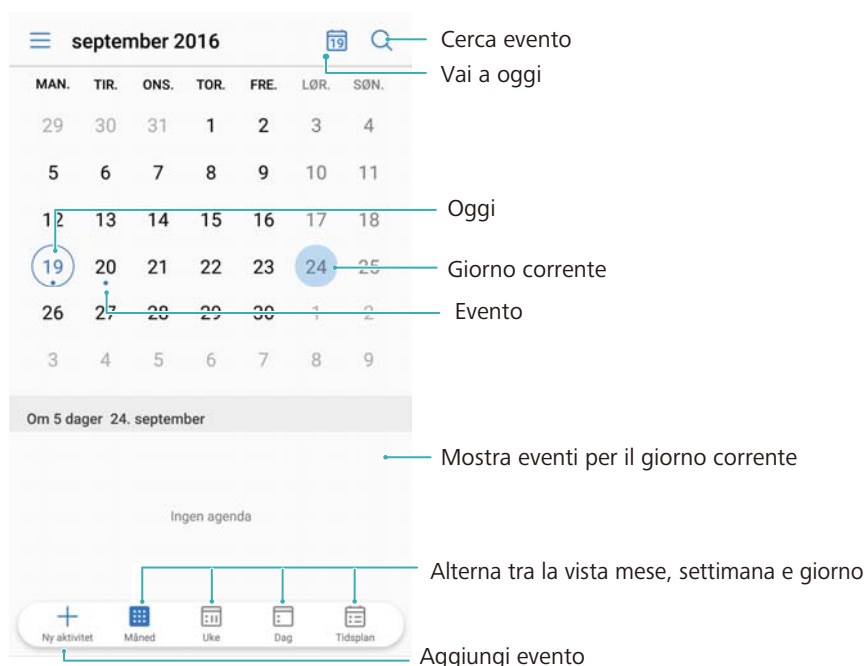 september 2016
19
Cerca evento
Vai a oggi
MAN. TIR. ONS. TOR. FRE. LØR. SØN.
29 30 31 1 2 3 4
5 6 7 8 9 10 11
12 13 14 15 16 17 18
Oggi
19 20 21 22 23 24 25
Giorno corrente
26 27 28 29 30 1 2
Evento
3 4 5 6 7 8 9
Om 5 dager 24. september
Mostra eventi per il giorno corrente
Ingen agenda
Alterna tra la vista mese, settimana e giorno
Ny aktivitet Måned Uke Dag Tidsplan
Aggiungi evento